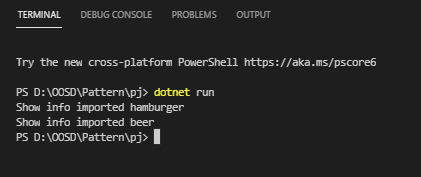 TERMINAL DEBUG CONSOLE PROBLEMS OUTPUT
Try the new cross-platform PowerShell https://aka.ms/pscore6
PS D:\OOSD\Pattern\pj> dotnet run
Show info imported hamburger
Show info imported beer
PS D:\OOSD\Pattern\pj>